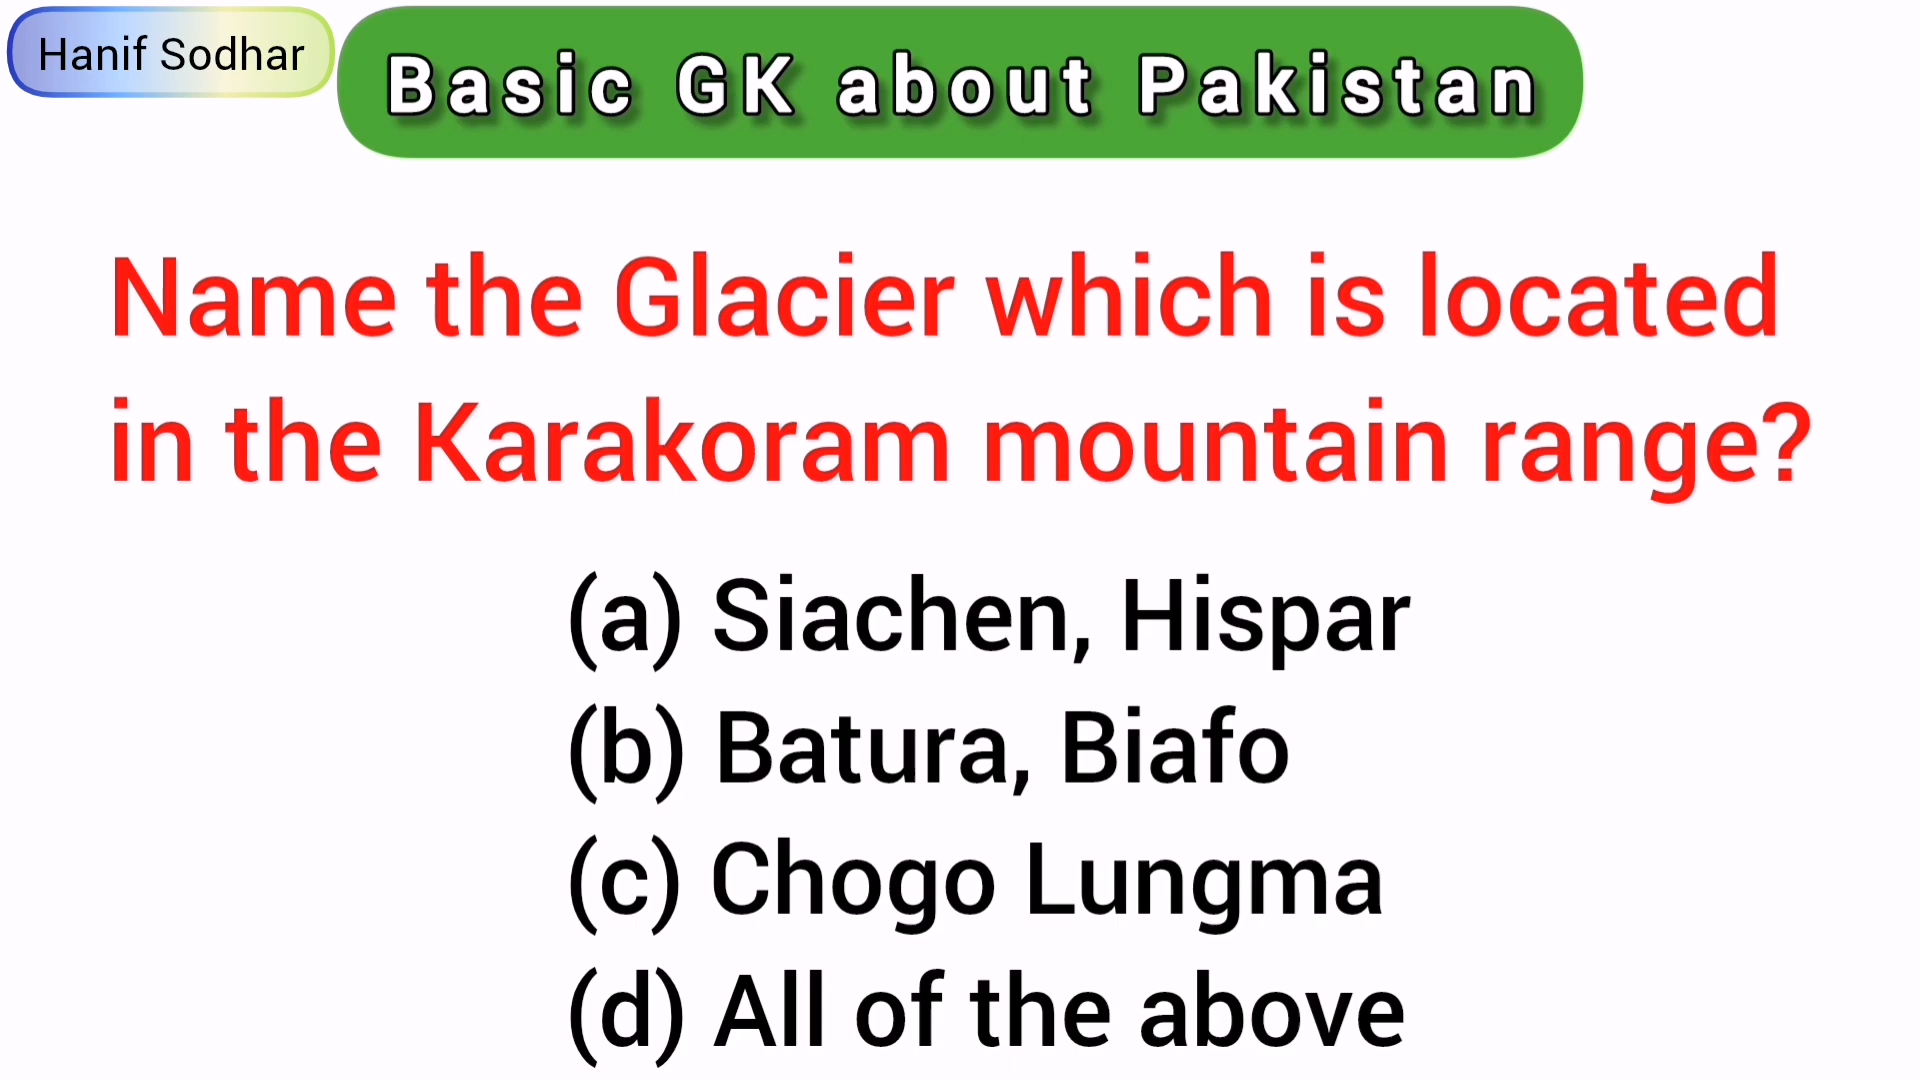 Hanif Sodhar
Basic GK about Pakistan
Name the Glacier which is located
in the Karakoram mountain range?
(a) Siachen, Hispar
(b) Batura, Biafo
(c) Chogo Lungma
(d) All of the above